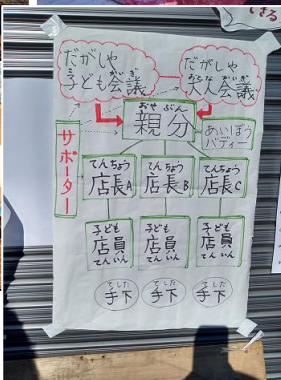 だがしや
子ども会議
だがしや
大人会議
おやぶん
親分
あいぼう
バディー
サポーター
てんちょう
店長A
てんちょう
店長B
てんちょう
店長C
子ども
店員
てんいん
子ども
店員
てんいん
子ども
店員
てんいん
てした
手下
てした
手下
てした
手下